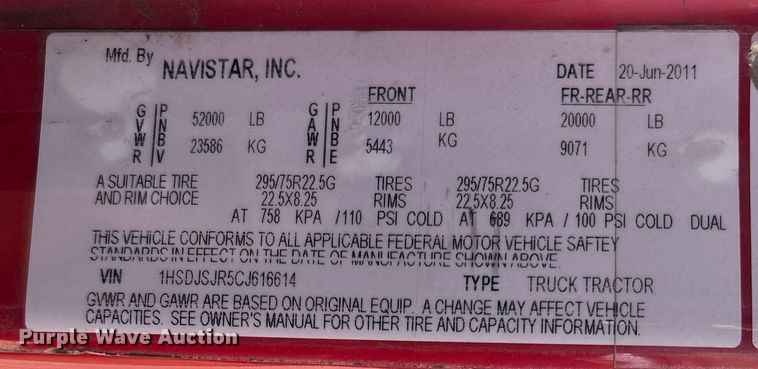 Mfd. By NAVISTAR, INC. DATE 20-Jun-2011
FRONT FR-REAR-RR
GVWR PNBV 52000 LB GAWR PNBE 12000 LB 20000 LB
23586 KG 5443 KG 9071 KG
A SUITABLE TIRE 295/75R22.5G TIRES 295/75R22.5G TIRES
AND RIM CHOICE 22.5X8.25 RIMS 22.5X8.25 RIMS
AT 758 KPA /110 PSI COLD AT 689 KPA / 100 PSI COLD DUAL
THIS VEHICLE CONFORMS TO ALL APPLICABLE FEDERAL MOTOR VEHICLE SAFTEY
STANDARDS IN EFFECT ON THE DATE OF MANUFACTURE SHOWN ABOVE.
VIN 1HSDJSJR5CJ616614 TYPE TRUCK TRACTOR
GVWR AND GAWR ARE BASED ON ORIGINAL EQUIP. A CHANGE MAY AFFECT VEHICLE
CAPACITIES. SEE OWNER'S MANUAL FOR OTHER TIRE AND CAPACITY INFORMATION.
Purple Wave Auction